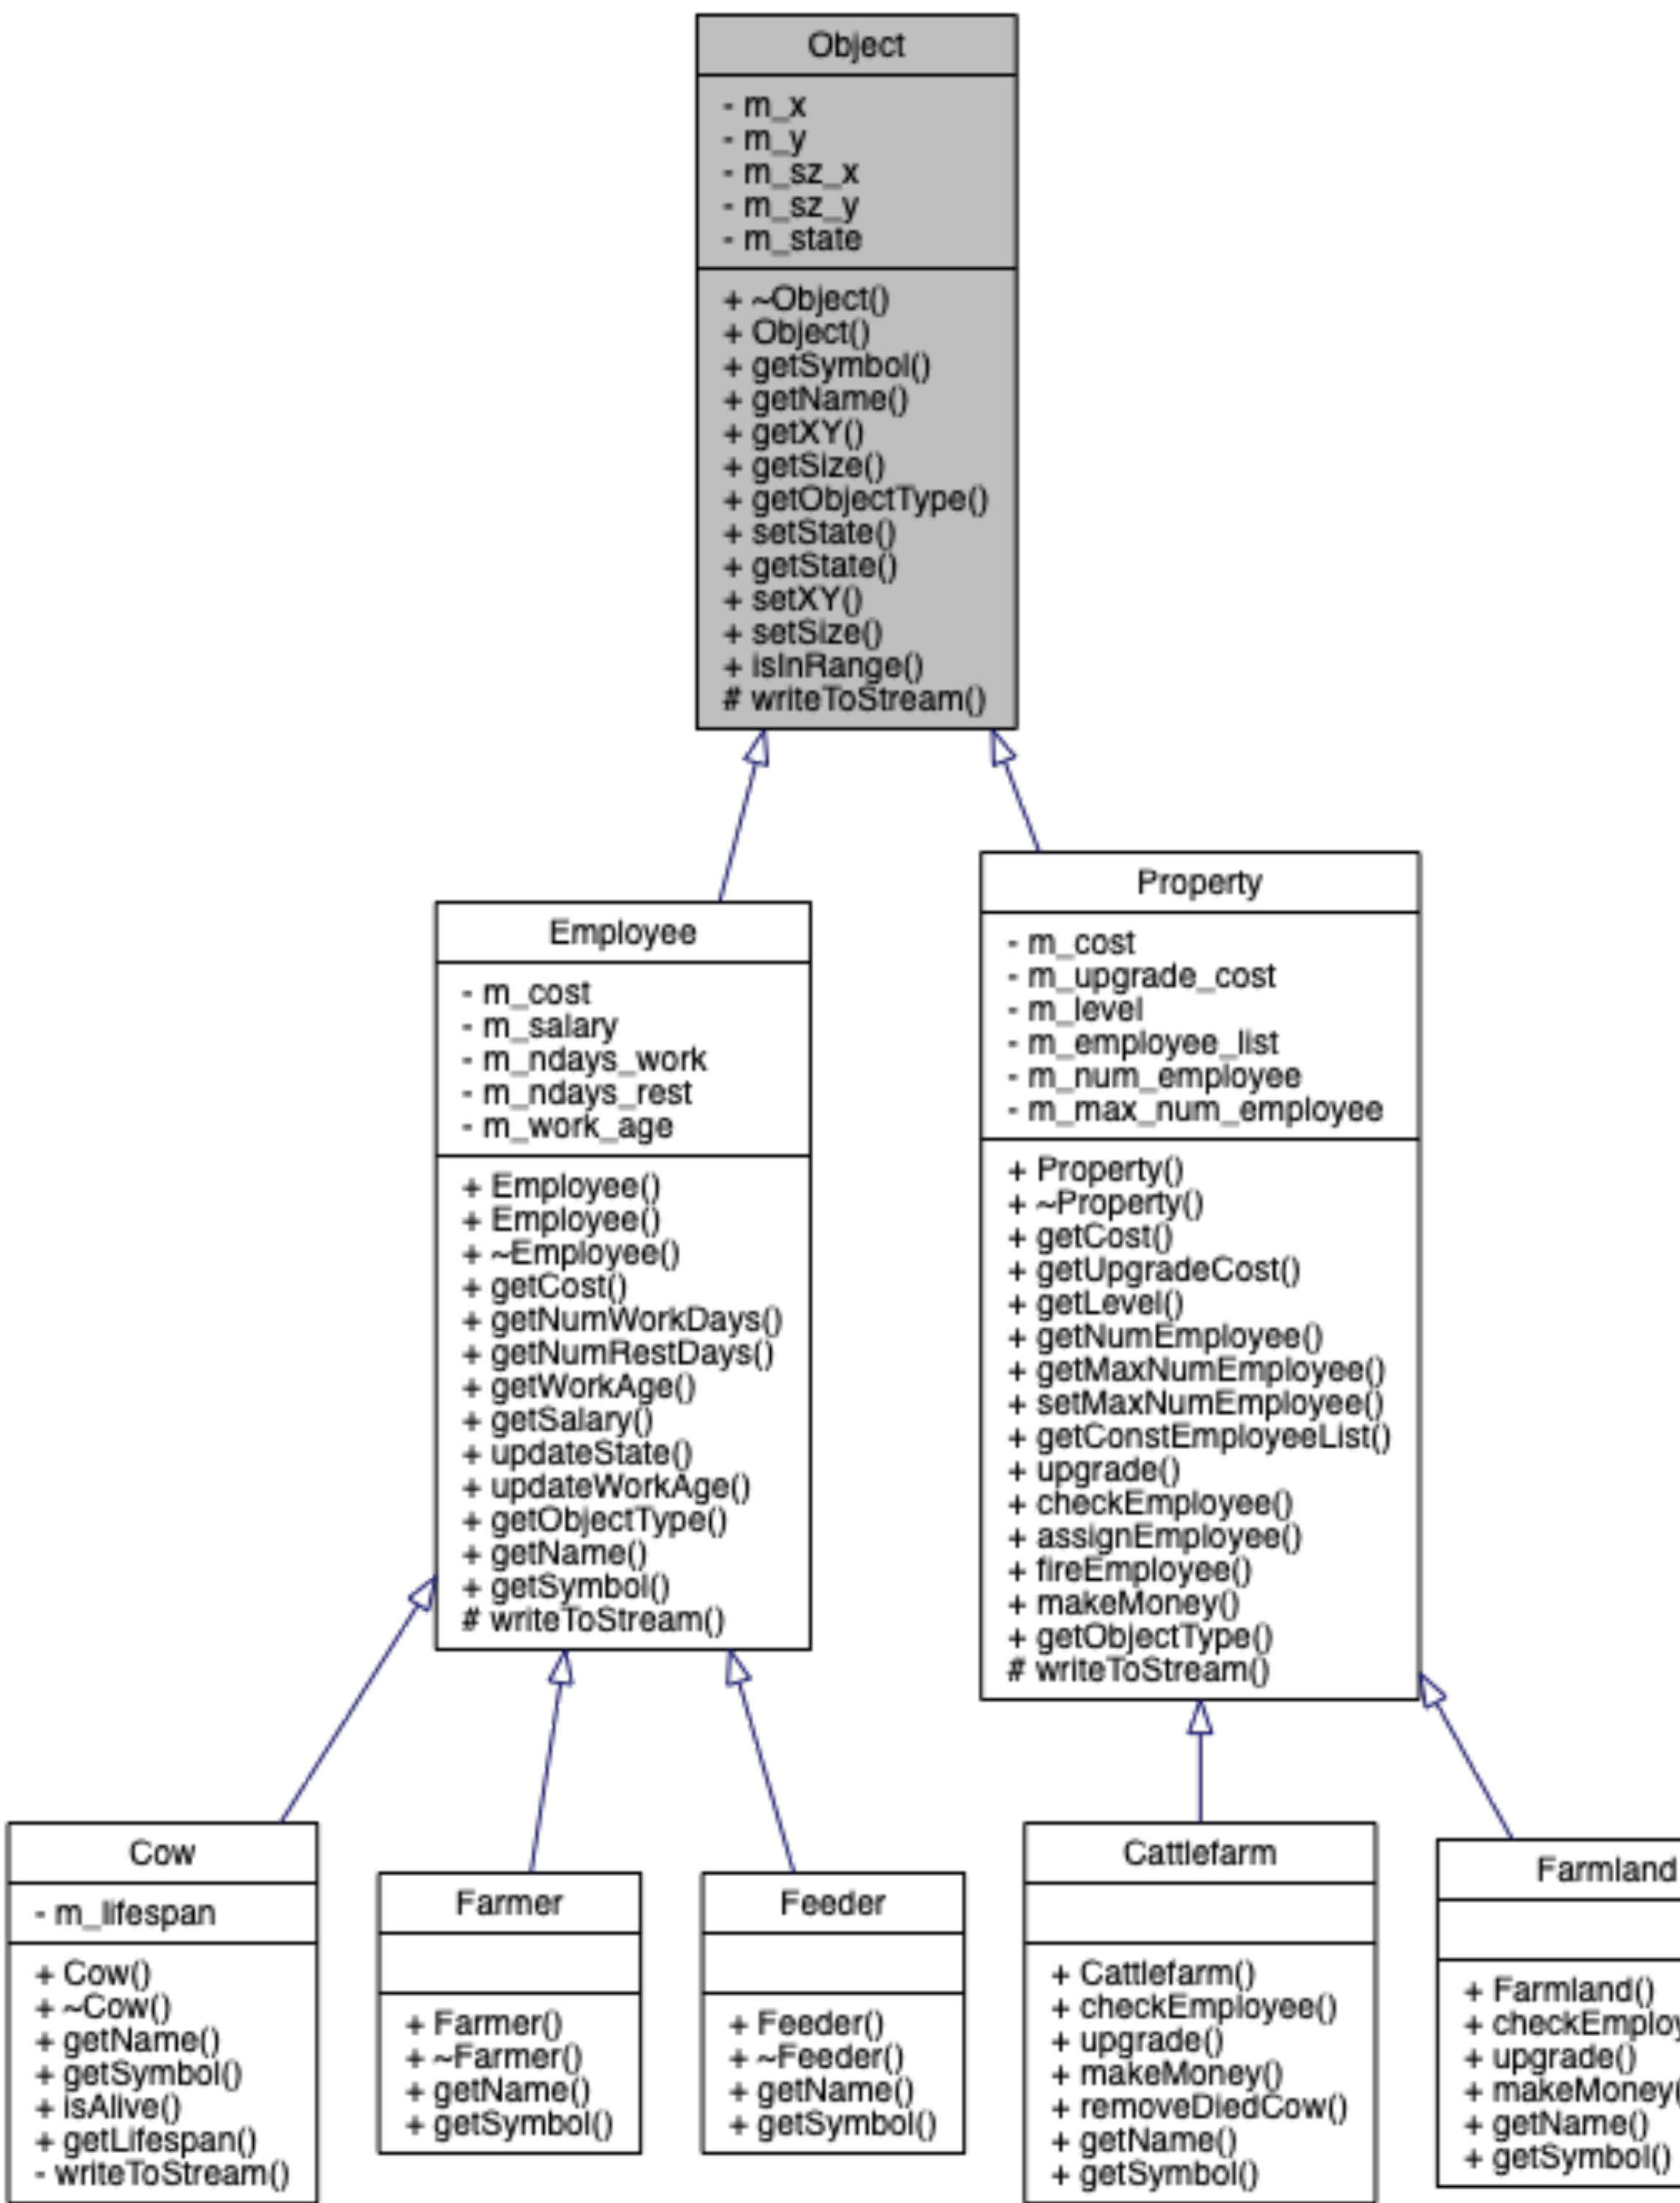 Object
- m_x
- m_y
- m_sz_x
- m_sz_y
- m_state
+ ~Object()
+ Object()
+ getSymbol()
+ getName()
+ getXY()
+ getSize()
+ getObjectType()
+ setState()
+ getState()
+ setXY()
+ setSize()
+ isInRange()
# writeToStream()
Employee
- m_cost
- m_salary
- m_ndays_work
- m_ndays_rest
- m_work_age
+ Employee()
+ Employee()
+ ~Employee()
+ getCost()
+ getNumWorkDays()
+ getNumRestDays()
+ getWorkAge()
+ getSalary()
+ updateState()
+ updateWorkAge()
+ getObjectType()
+ getName()
+ getSymbol()
# writeToStream()
Property
- m_cost
- m_upgrade_cost
- m_level
- m_employee_list
- m_num_employee
- m_max_num_employee
+ Property()
+ ~Property()
+ getCost()
+ getUpgradeCost()
+ getLevel()
+ getNumEmployee()
+ getMaxNumEmployee()
+ setMaxNumEmployee()
+ getConstEmployeeList()
+ upgrade()
+ checkEmployee()
+ assignEmployee()
+ fireEmployee()
+ makeMoney()
+ getObjectType()
# writeToStream()
Cow
- m_lifespan
+ Cow()
+ ~Cow()
+ getName()
+ getSymbol()
+ isAlive()
+ getLifespan()
- writeToStream()
Farmer
+ Farmer()
+ ~Farmer()
+ getName()
+ getSymbol()
Feeder
+ Feeder()
+ ~Feeder()
+ getName()
+ getSymbol()
Cattlefarm
+ Cattlefarm()
+ checkEmployee()
+ upgrade()
+ makeMoney()
+ removeDiedCow()
+ getName()
+ getSymbol()
Farmland
+ Farmland()
+ checkEmploy
+ upgrade()
+ makeMoney(
+ getName()
+ getSymbol()